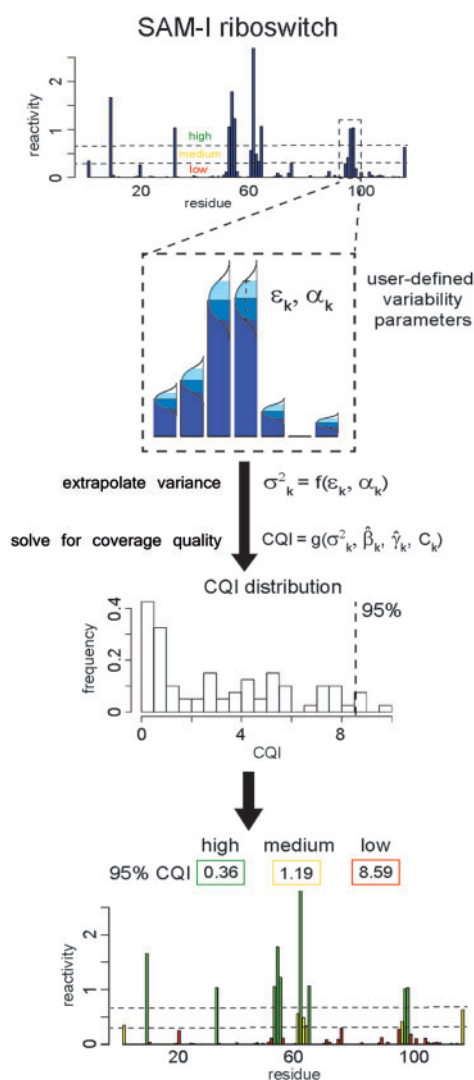 SAM-I riboswitch
reactivity
2
1
0
high
medium
low
20
60
100
residue
εk, αk
user-defined
variability
parameters
extrapolate variance
σ²k = f(εk, αk)
solve for coverage quality
CQI = g(σ²k, β̂k, γ̂k, Ck)
CQI distribution
95%
frequency
0.4
0.2
0
0
4
8
CQI
high medium low
95% CQI 0.36 1.19 8.59
reactivity
2
1
0
20
60
100
residue